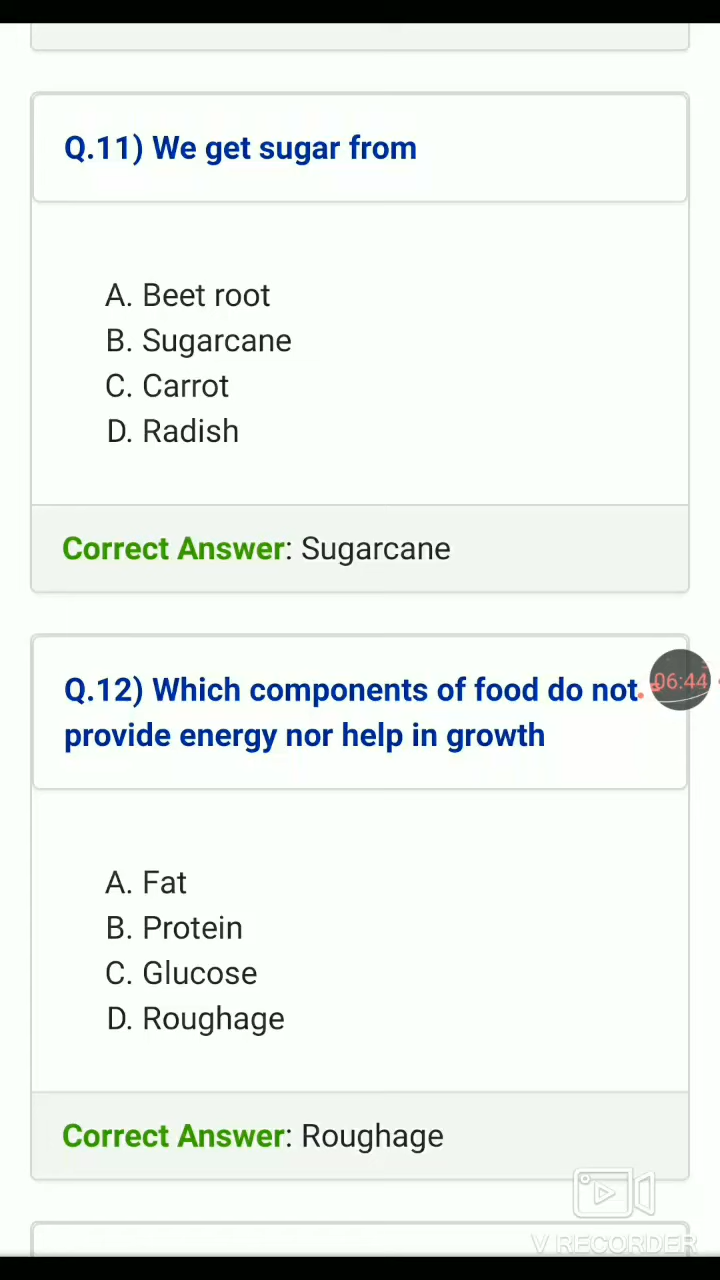 Q.11) We get sugar from
A. Beet root
B. Sugarcane
C. Carrot
D. Radish
Correct Answer: Sugarcane
Q.12) Which components of food do not
06:44
provide energy nor help in growth
A. Fat
B. Protein
C. Glucose
D. Roughage
Correct Answer: Roughage
V RECORDER